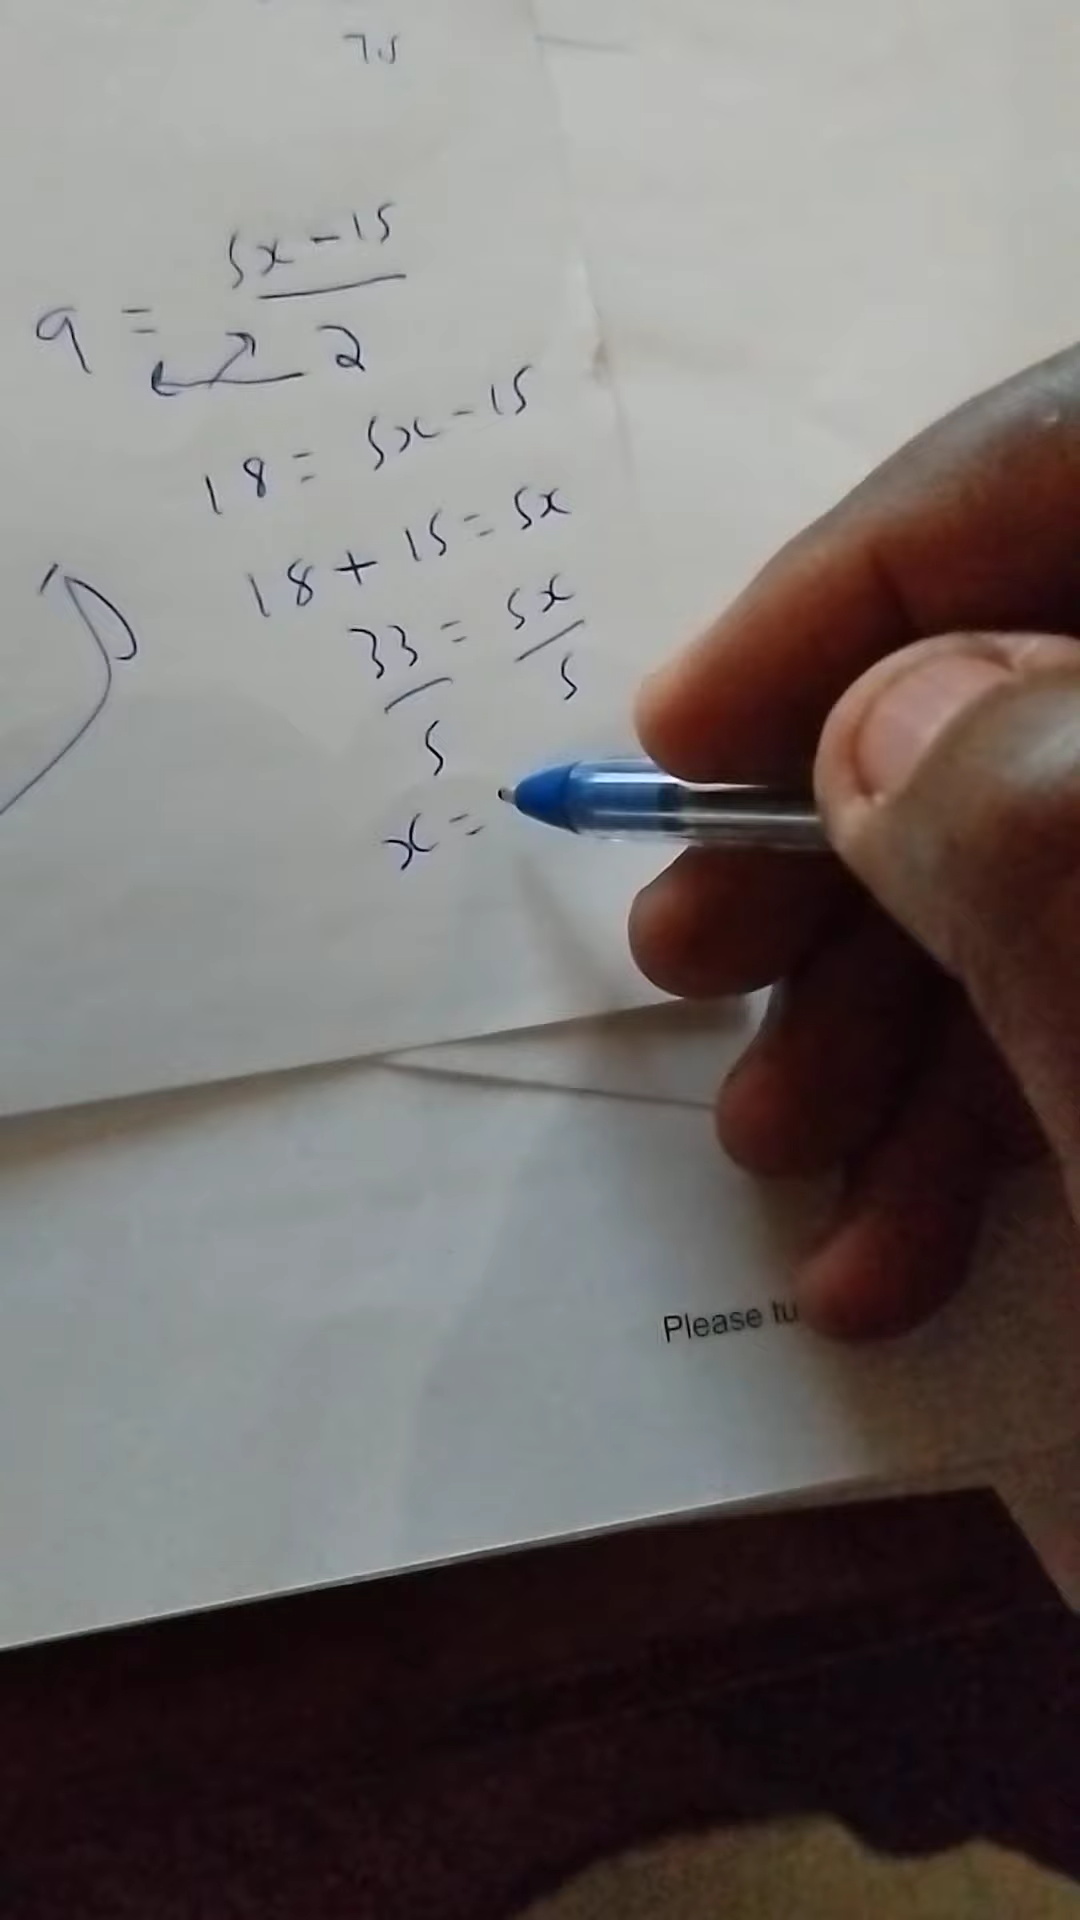 7.5
9 = 5x - 15
2
18 = 5x - 15
18 + 15 = 5x
33 = 5x
5 5
x =
Please tu